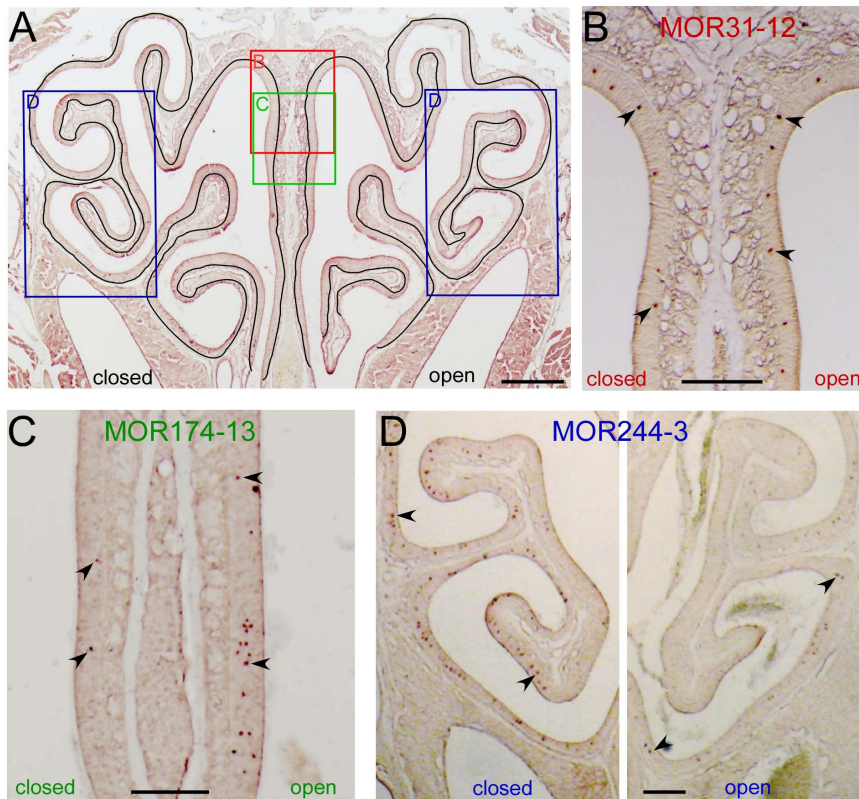 A
B
C
D
D
closed
open
B
MOR31-12
closed
open
C
MOR174-13
closed
open
D
MOR244-3
closed
open